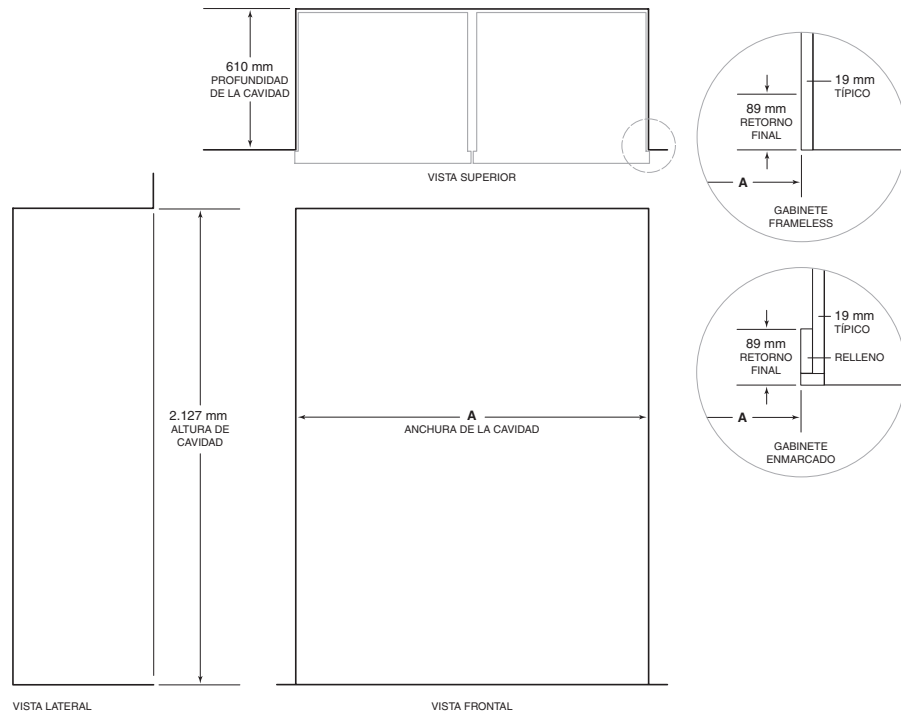 610 mm
PROFUNDIDAD
DE LA CAVIDAD
VISTA SUPERIOR
19 mm
TÍPICO
89 mm
RETORNO
FINAL
A
GABINETE
FRAMELESS
2.127 mm
ALTURA DE
CAVIDAD
A
ANCHURA DE LA CAVIDAD
19 mm
TÍPICO
RELLENO
89 mm
RETORNO
FINAL
A
GABINETE
ENMARCADO
VISTA LATERAL
VISTA FRONTAL